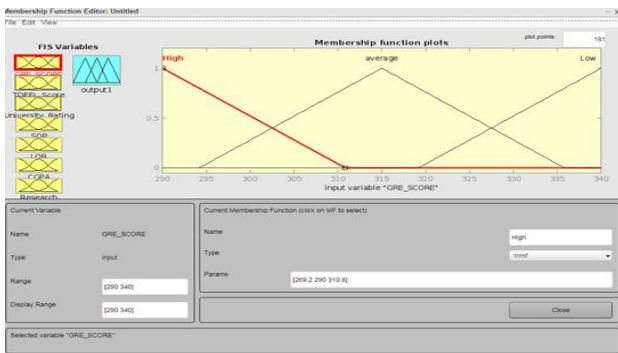 Membership Function Editor: Untitled
File Edit View
FIS Variables
Membership function plots
plot points: 181
GRE_SCORE
TOEFL_Score
University_Rating
SOP
LOR
CGPA
Research
output1
High average Low
1
0.5
0
290 295 300 305 310 315 320 325 330 335 340
input variable "GRE_SCORE"
Current Variable
Name GRE_SCORE
Type input
Range [290 340]
Display Range [290 340]
Current Membership Function (click on MF to select)
Name High
Type trimf
Params [269.2 290 310.8]
Close
Selected variable "GRE_SCORE"